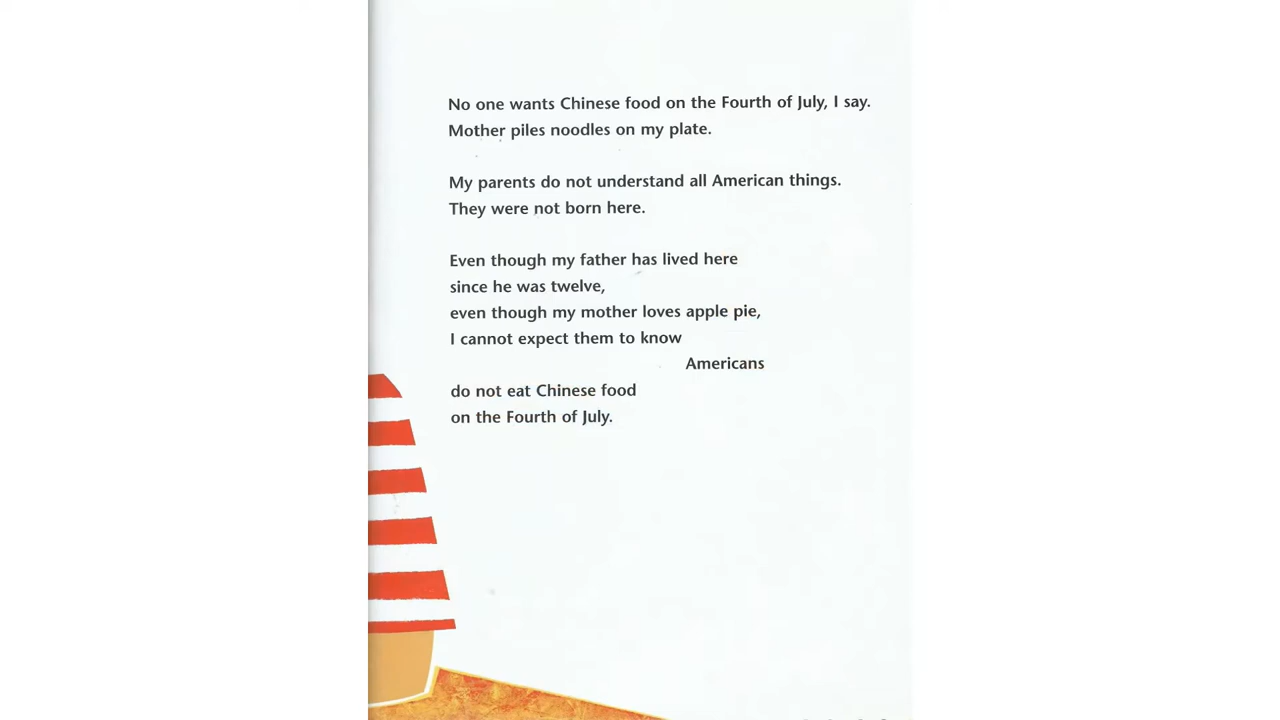 No one wants Chinese food on the Fourth of July, I say.
Mother piles noodles on my plate.
My parents do not understand all American things.
They were not born here.
Even though my father has lived here
since he was twelve,
even though my mother loves apple pie,
I cannot expect them to know
Americans
do not eat Chinese food
on the Fourth of July.